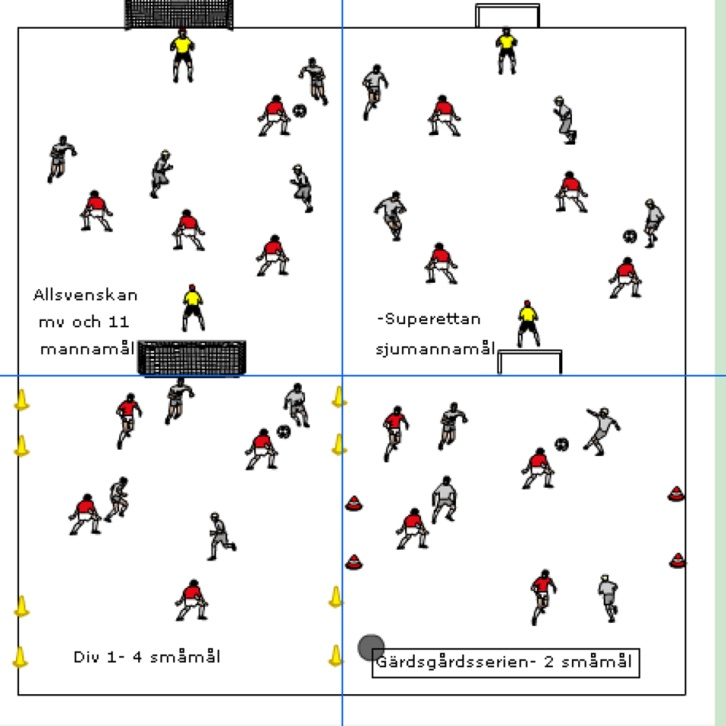 Allsvenskan
mv och 11
mannamål
-Superettan
sjumannamål
Div 1- 4 småmål
Gärdsgårdsserien- 2 småmål